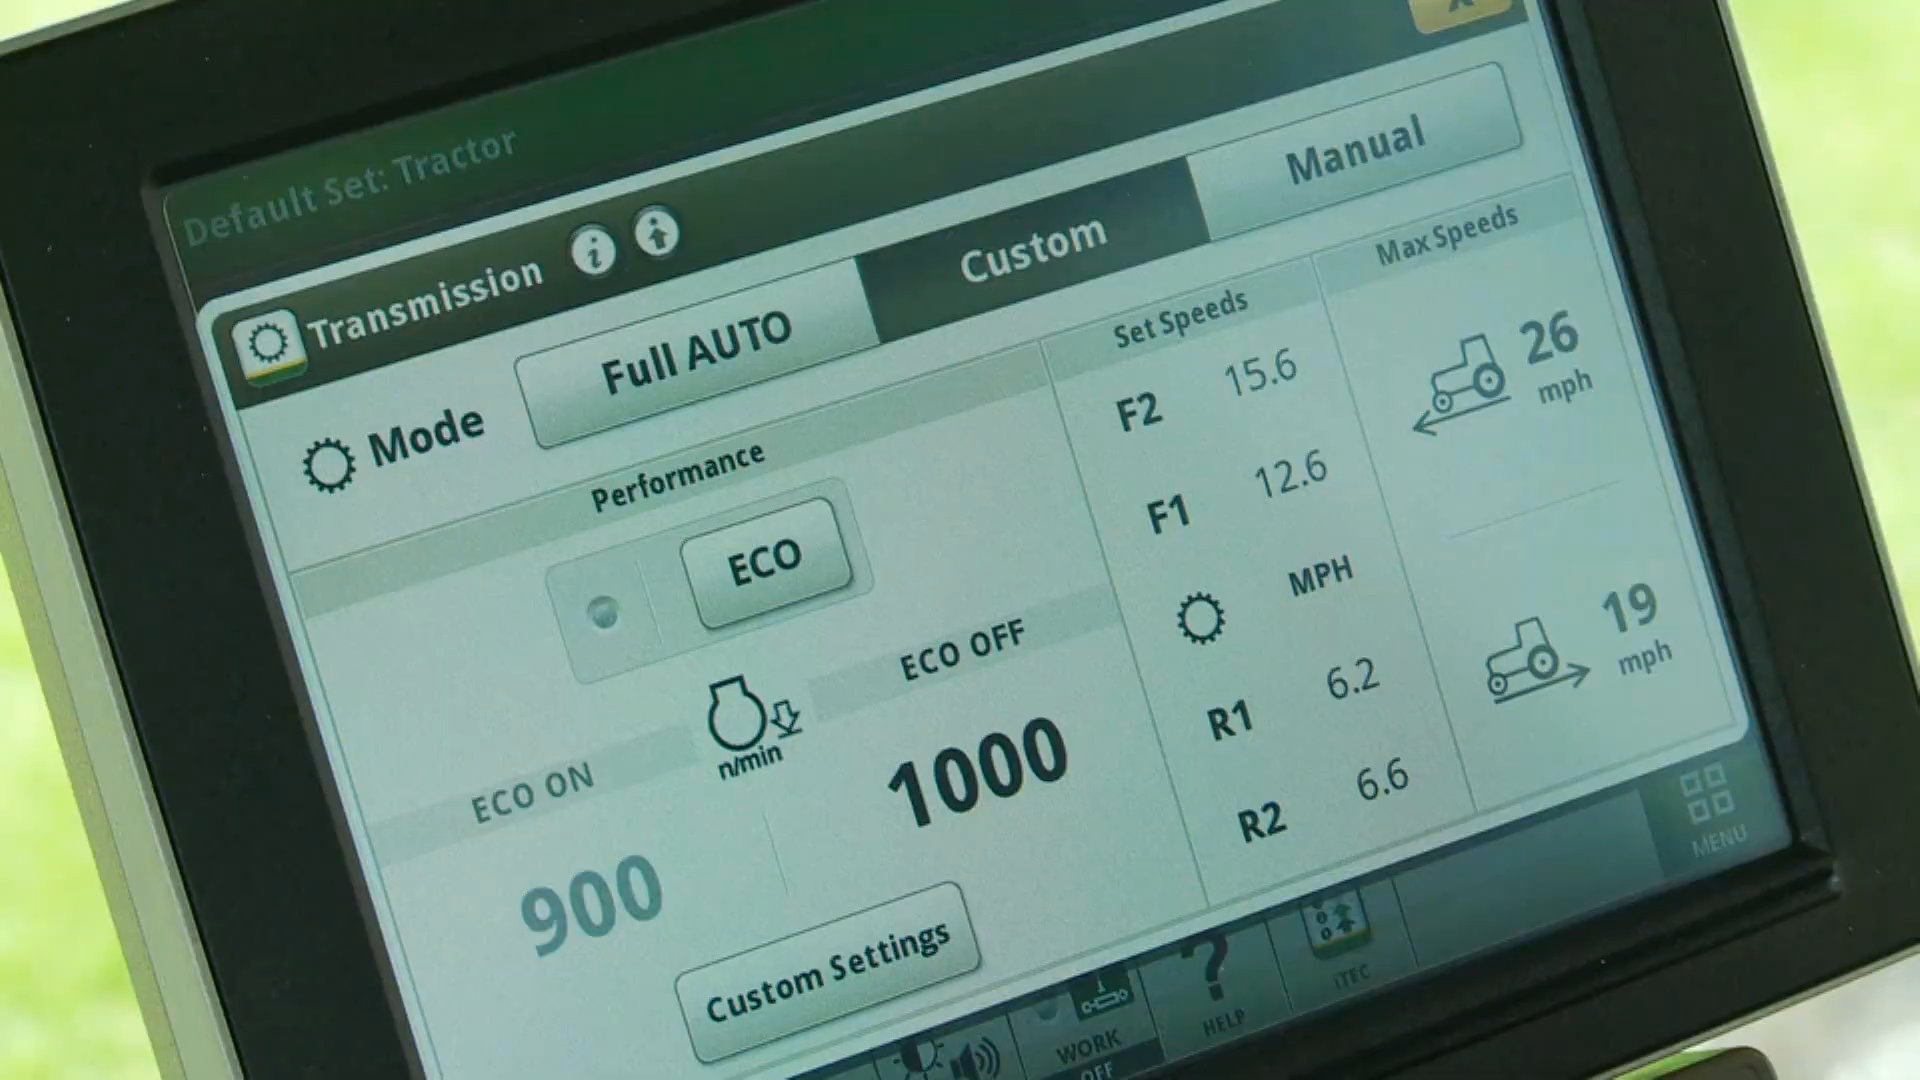 Default Set: Tractor
Transmission
Mode
Full AUTO
Custom
Manual
Performance
ECO
ECO ON
n/min
ECO OFF
900
1000
Custom Settings
Set Speeds
F2 15.6
F1 12.6
MPH
R1 6.2
R2 6.6
Max Speeds
26
mph
19
mph
WORK
OFF
?
HELP
iTEC
MENU